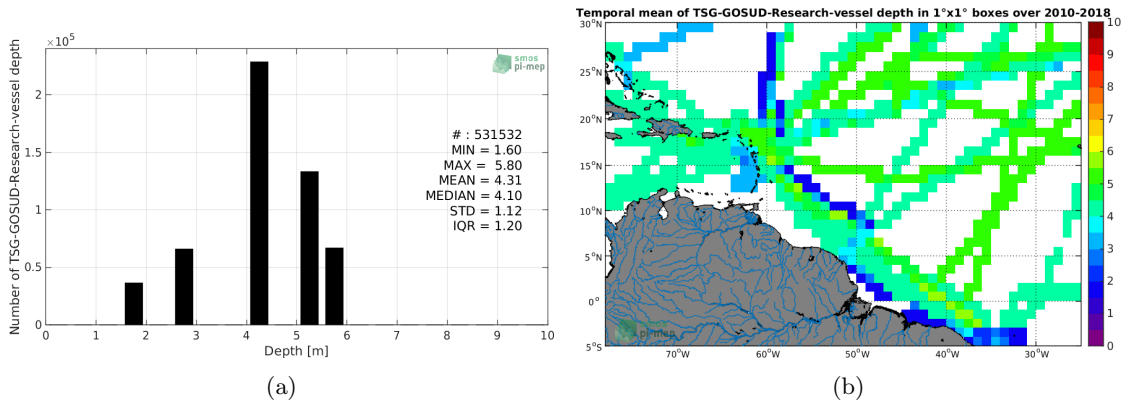 ×10⁵
2
1.5
1
0.5
0
Number of TSG-GOSUD-Research-vessel depth
0 1 2 3 4 5 6 7 8 9 10
Depth [m]
smos
pi-mep
# : 531532
MIN = 1.60
MAX = 5.80
MEAN = 4.31
MEDIAN = 4.10
STD = 1.12
IQR = 1.20
(a)
Temporal mean of TSG-GOSUD-Research-vessel depth in 1°x1° boxes over 2010-2018
30°N
25°N
20°N
15°N
10°N
5°N
0°
5°S
70°W 60°W 50°W 40°W 30°W
pi-mep
10
9
8
7
6
5
4
3
2
1
0
(b)